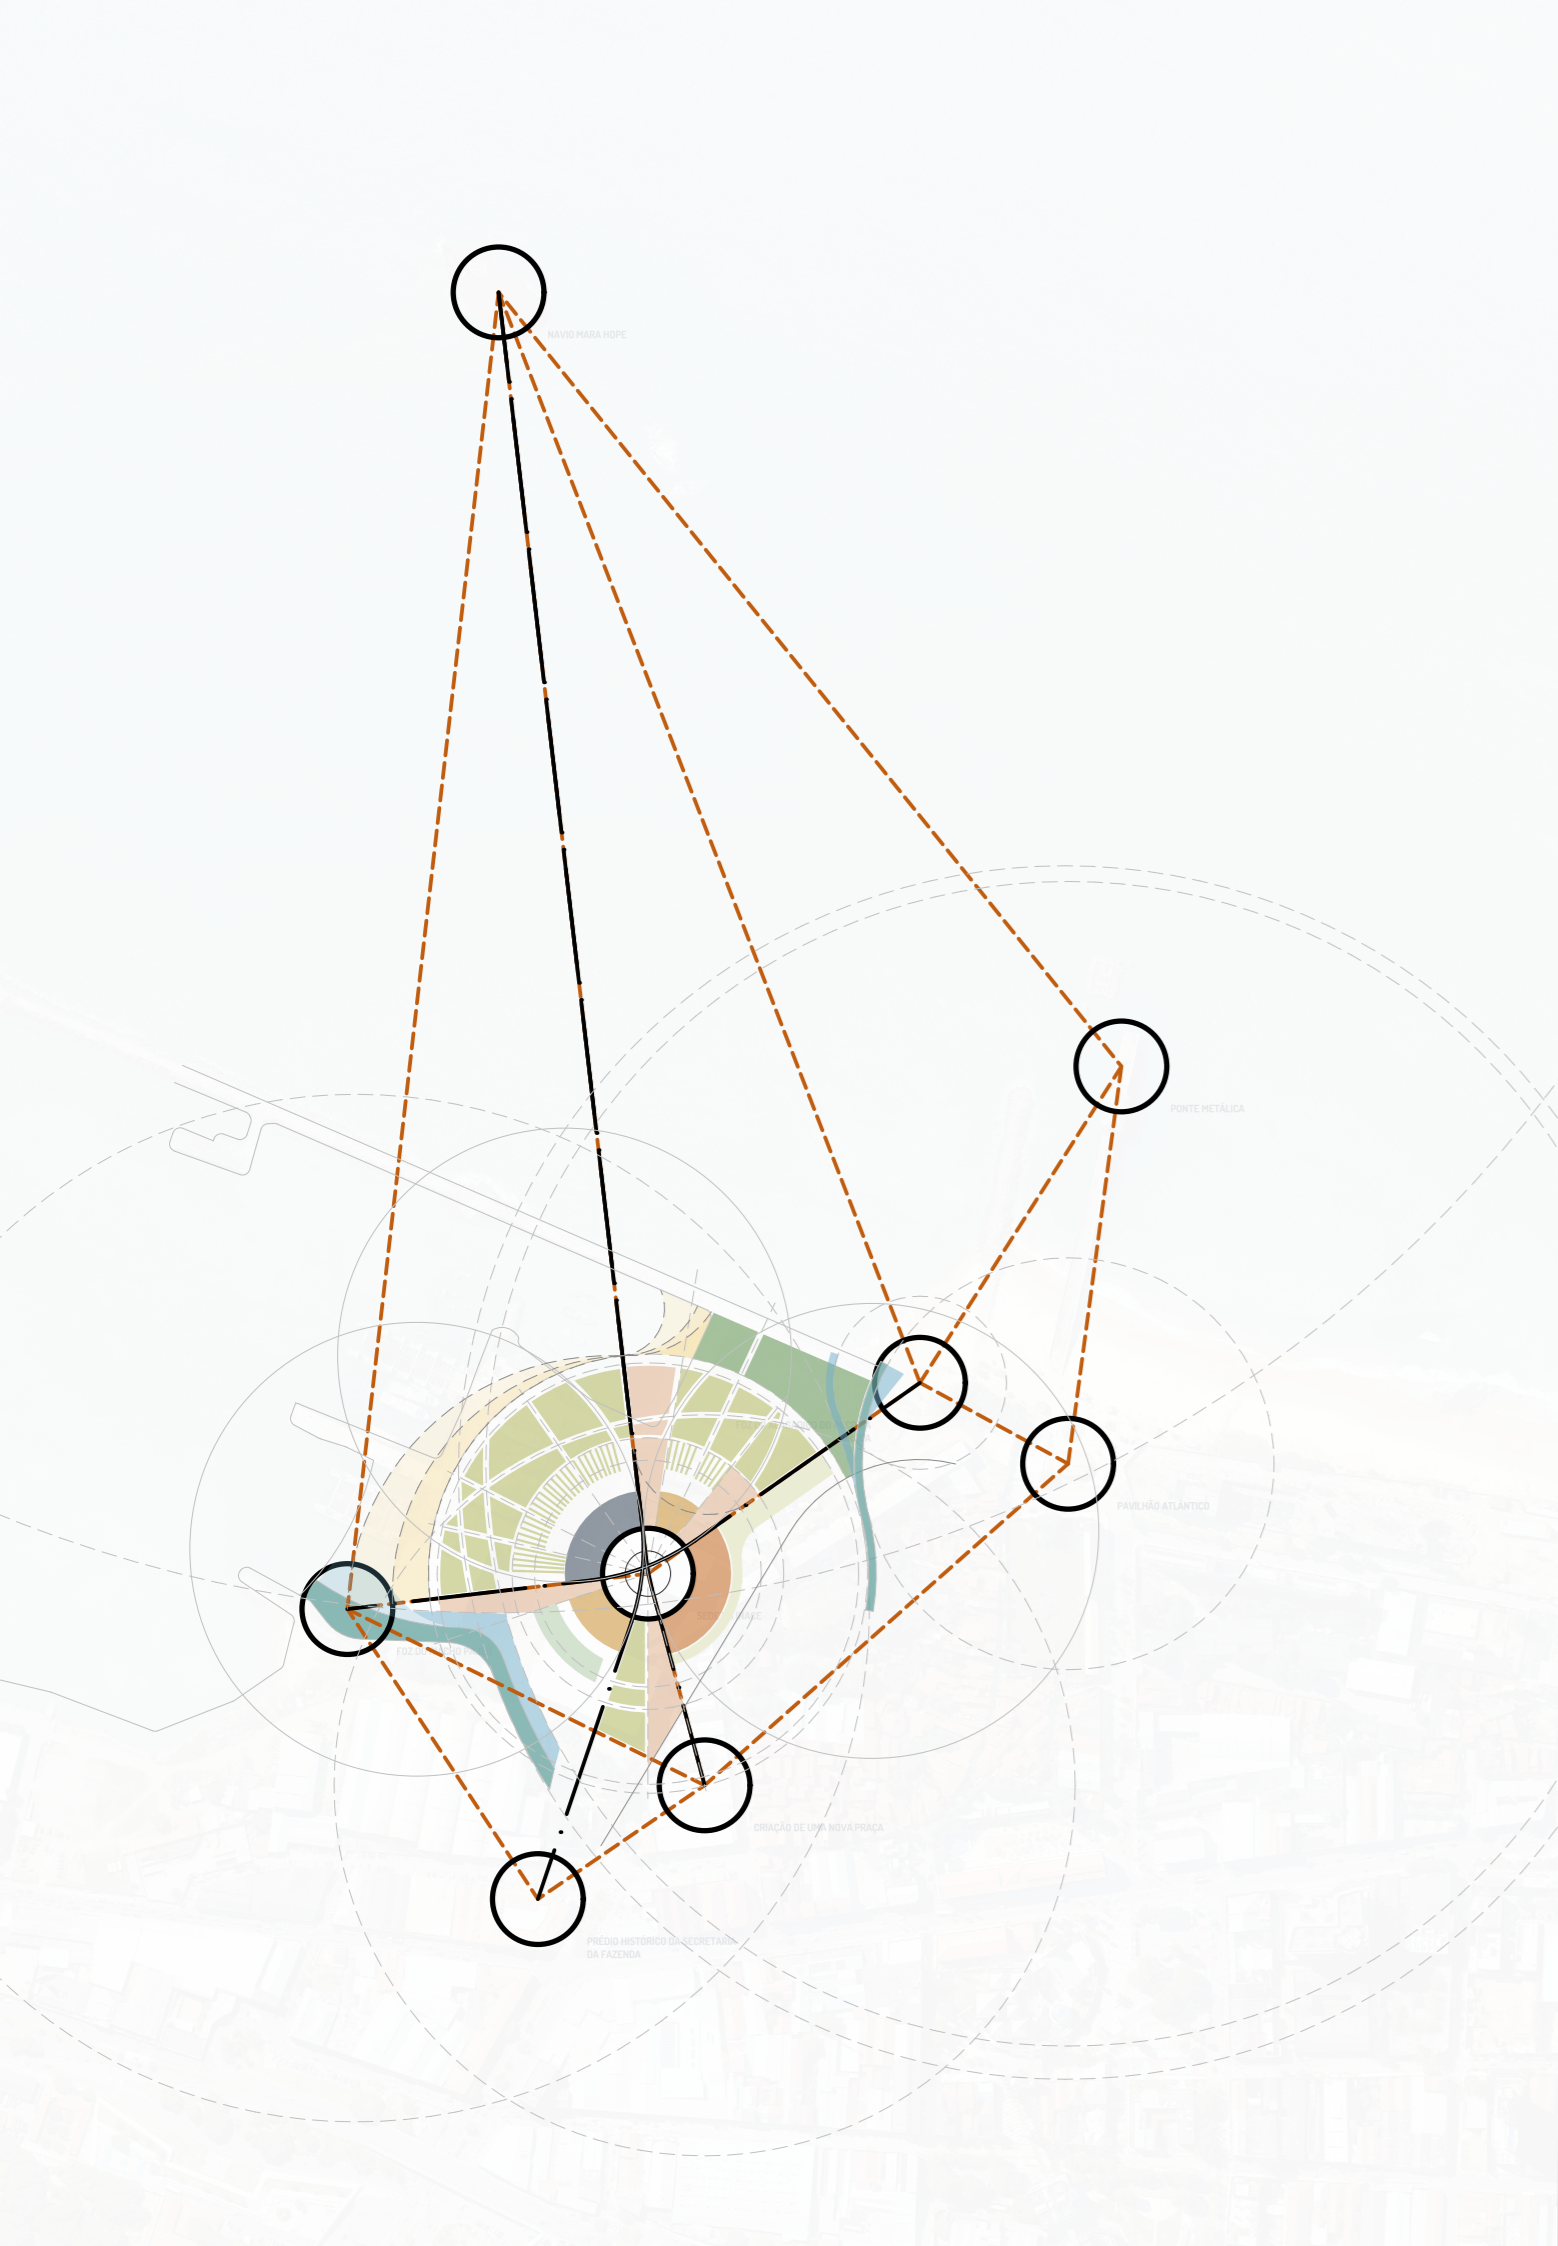 NAVIO MARA HOPE
PONTE METÁLICA
PAVILHÃO ATLÂNTICO
CRIAÇÃO DE UMA NOVA PRAÇA
PRÉDIO HISTÓRICO DA SECRETARIA
DA FAZENDA